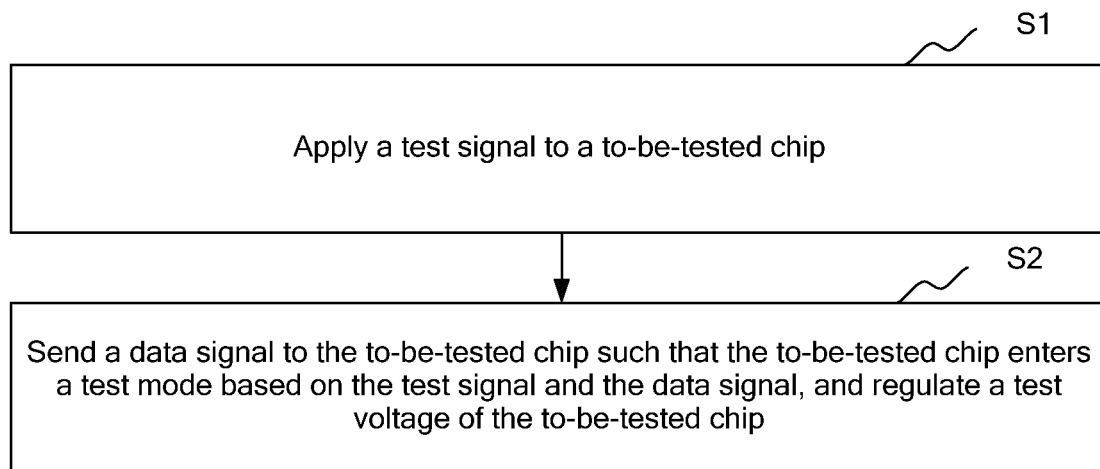 S1
Apply a test signal to a to-be-tested chip
S2
Send a data signal to the to-be-tested chip such that the to-be-tested chip enters
a test mode based on the test signal and the data signal, and regulate a test
voltage of the to-be-tested chip